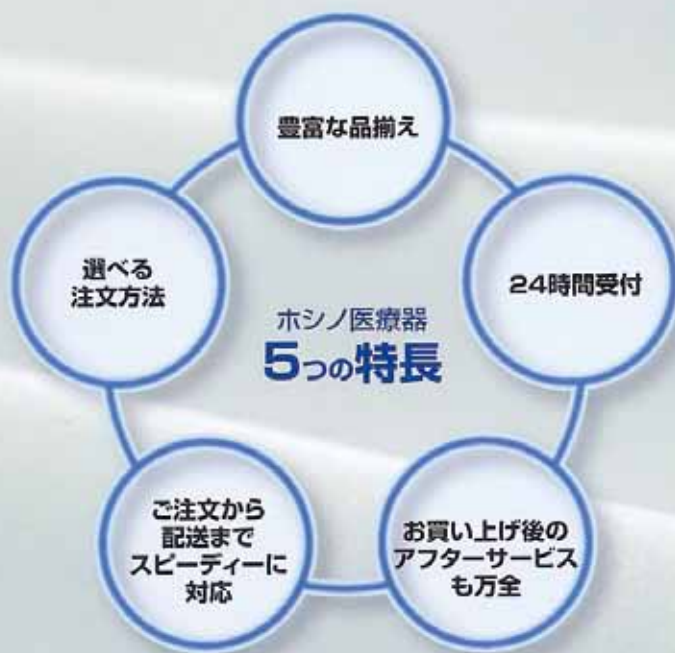 豊富な品揃え
選べる
注文方法
24時間受付
ホシノ医療器
5つの特長
ご注文から
配送まで
スピーディーに
対応
お買い上げ後の
アフターサービス
も万全